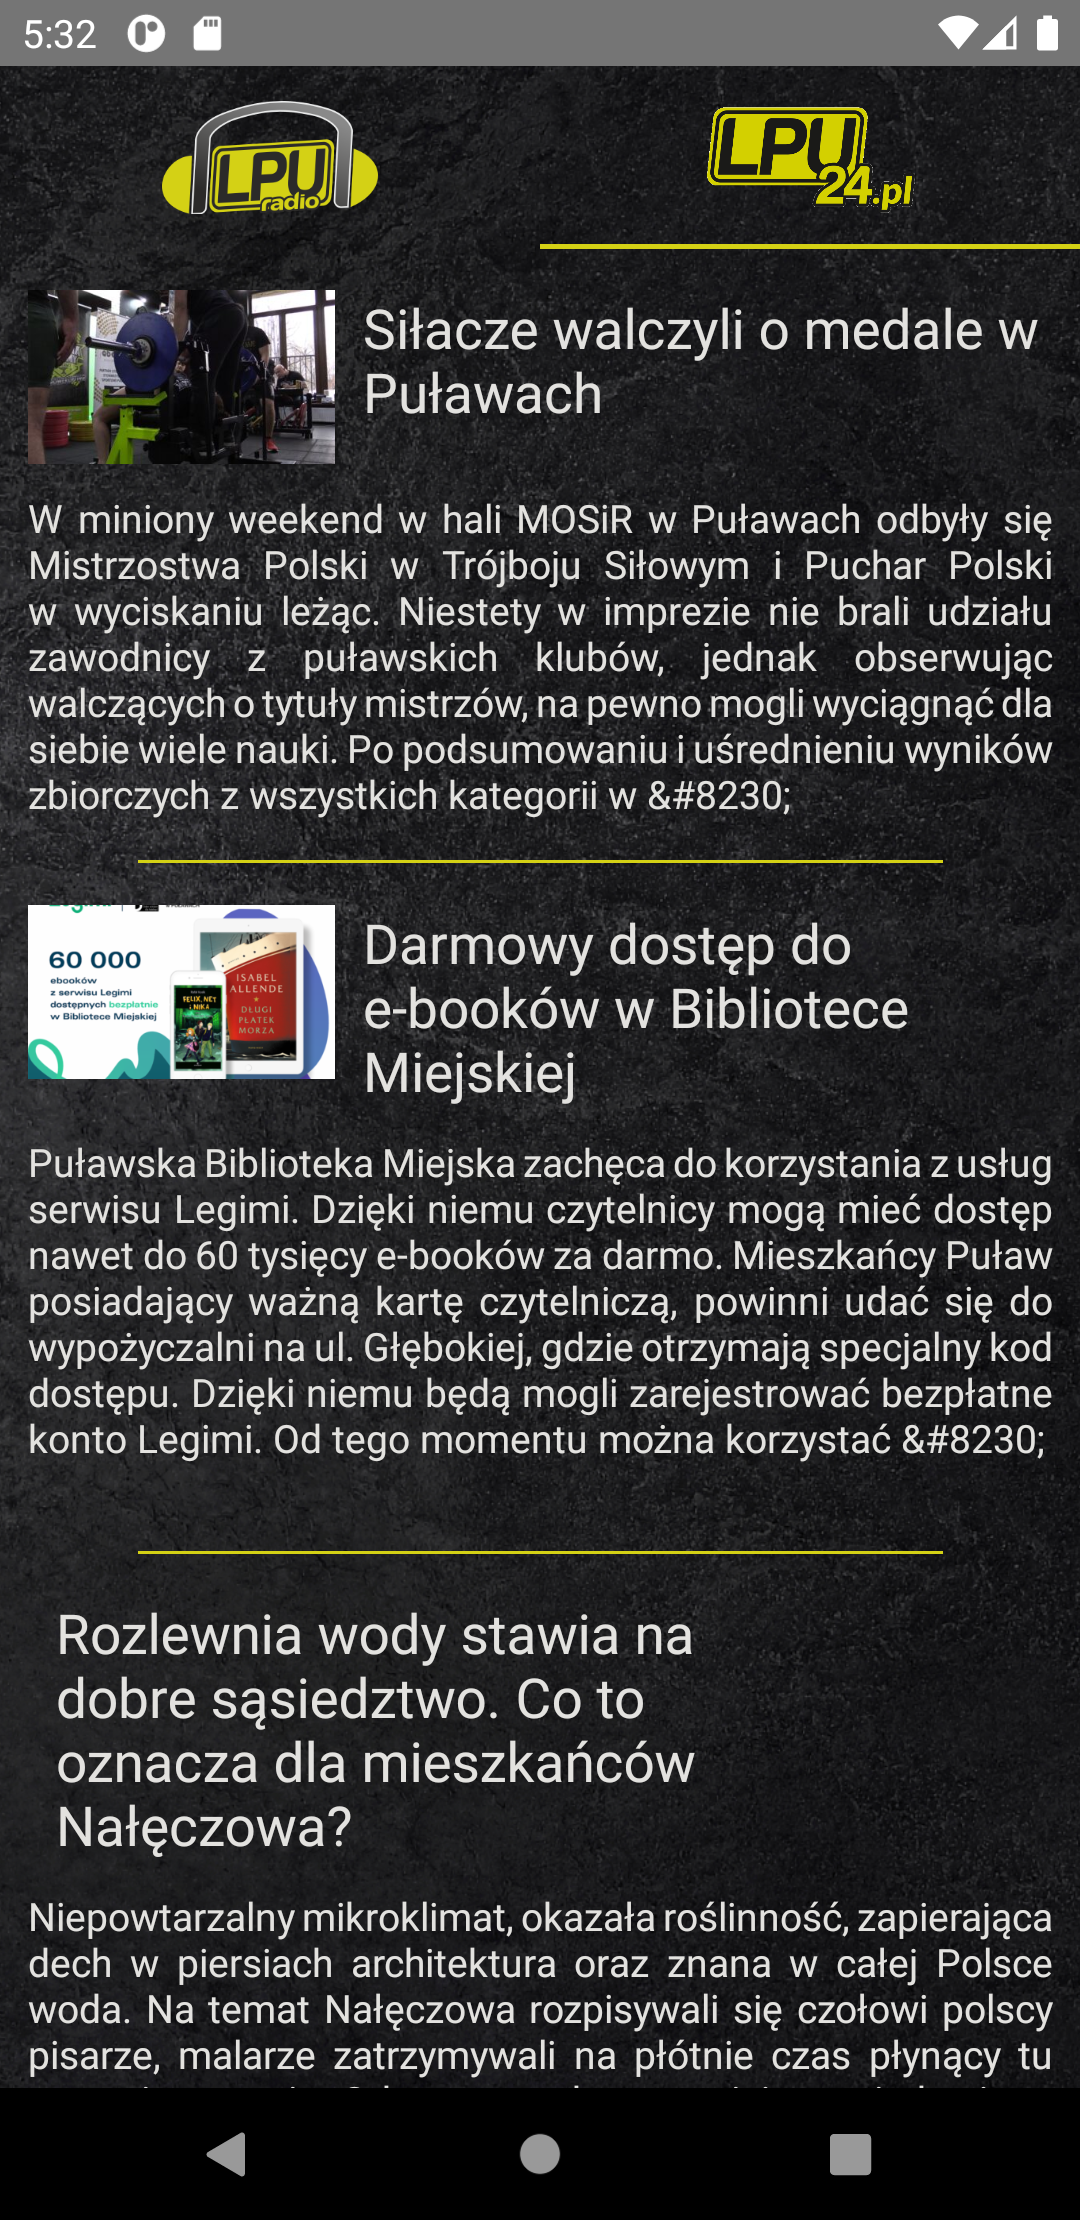 5:32
LPU
radio
LPU
24.pl
Siłacze walczyli o medale w
Puławach
W miniony weekend w hali MOSiR w Puławach odbyły się
Mistrzostwa Polski w Trójboju Siłowym i Puchar Polski
w wyciskaniu leżąc. Niestety w imprezie nie brali udziału
zawodnicy z puławskich klubów, jednak obserwując
walczących o tytuły mistrzów, na pewno mogli wyciągnąć dla
siebie wiele nauki. Po podsumowaniu i uśrednieniu wyników
zbiorczych z wszystkich kategorii w &#8230;
60 000
ebooków
z serwisu Legimi
dostępnych bezpłatnie
w Bibliotece Miejskiej
ISABEL
ALLENDE
DŁUGI
PŁATEK
MORZA
FELIX, NET
I NIKA
Darmowy dostęp do
e-booków w Bibliotece
Miejskiej
Puławska Biblioteka Miejska zachęca do korzystania z usług
serwisu Legimi. Dzięki niemu czytelnicy mogą mieć dostęp
nawet do 60 tysięcy e-booków za darmo. Mieszkańcy Puław
posiadający ważną kartę czytelniczą, powinni udać się do
wypożyczalni na ul. Głębokiej, gdzie otrzymają specjalny kod
dostępu. Dzięki niemu będą mogli zarejestrować bezpłatne
konto Legimi. Od tego momentu można korzystać &#8230;
Rozlewnia wody stawia na
dobre sąsiedztwo. Co to
oznacza dla mieszkańców
Nałęczowa?
Niepowtarzalny mikroklimat, okazała roślinność, zapierająca
dech w piersiach architektura oraz znana w całej Polsce
woda. Na temat Nałęczowa rozpisywali się czołowi polscy
pisarze, malarze zatrzymywali na płótnie czas płynący tu